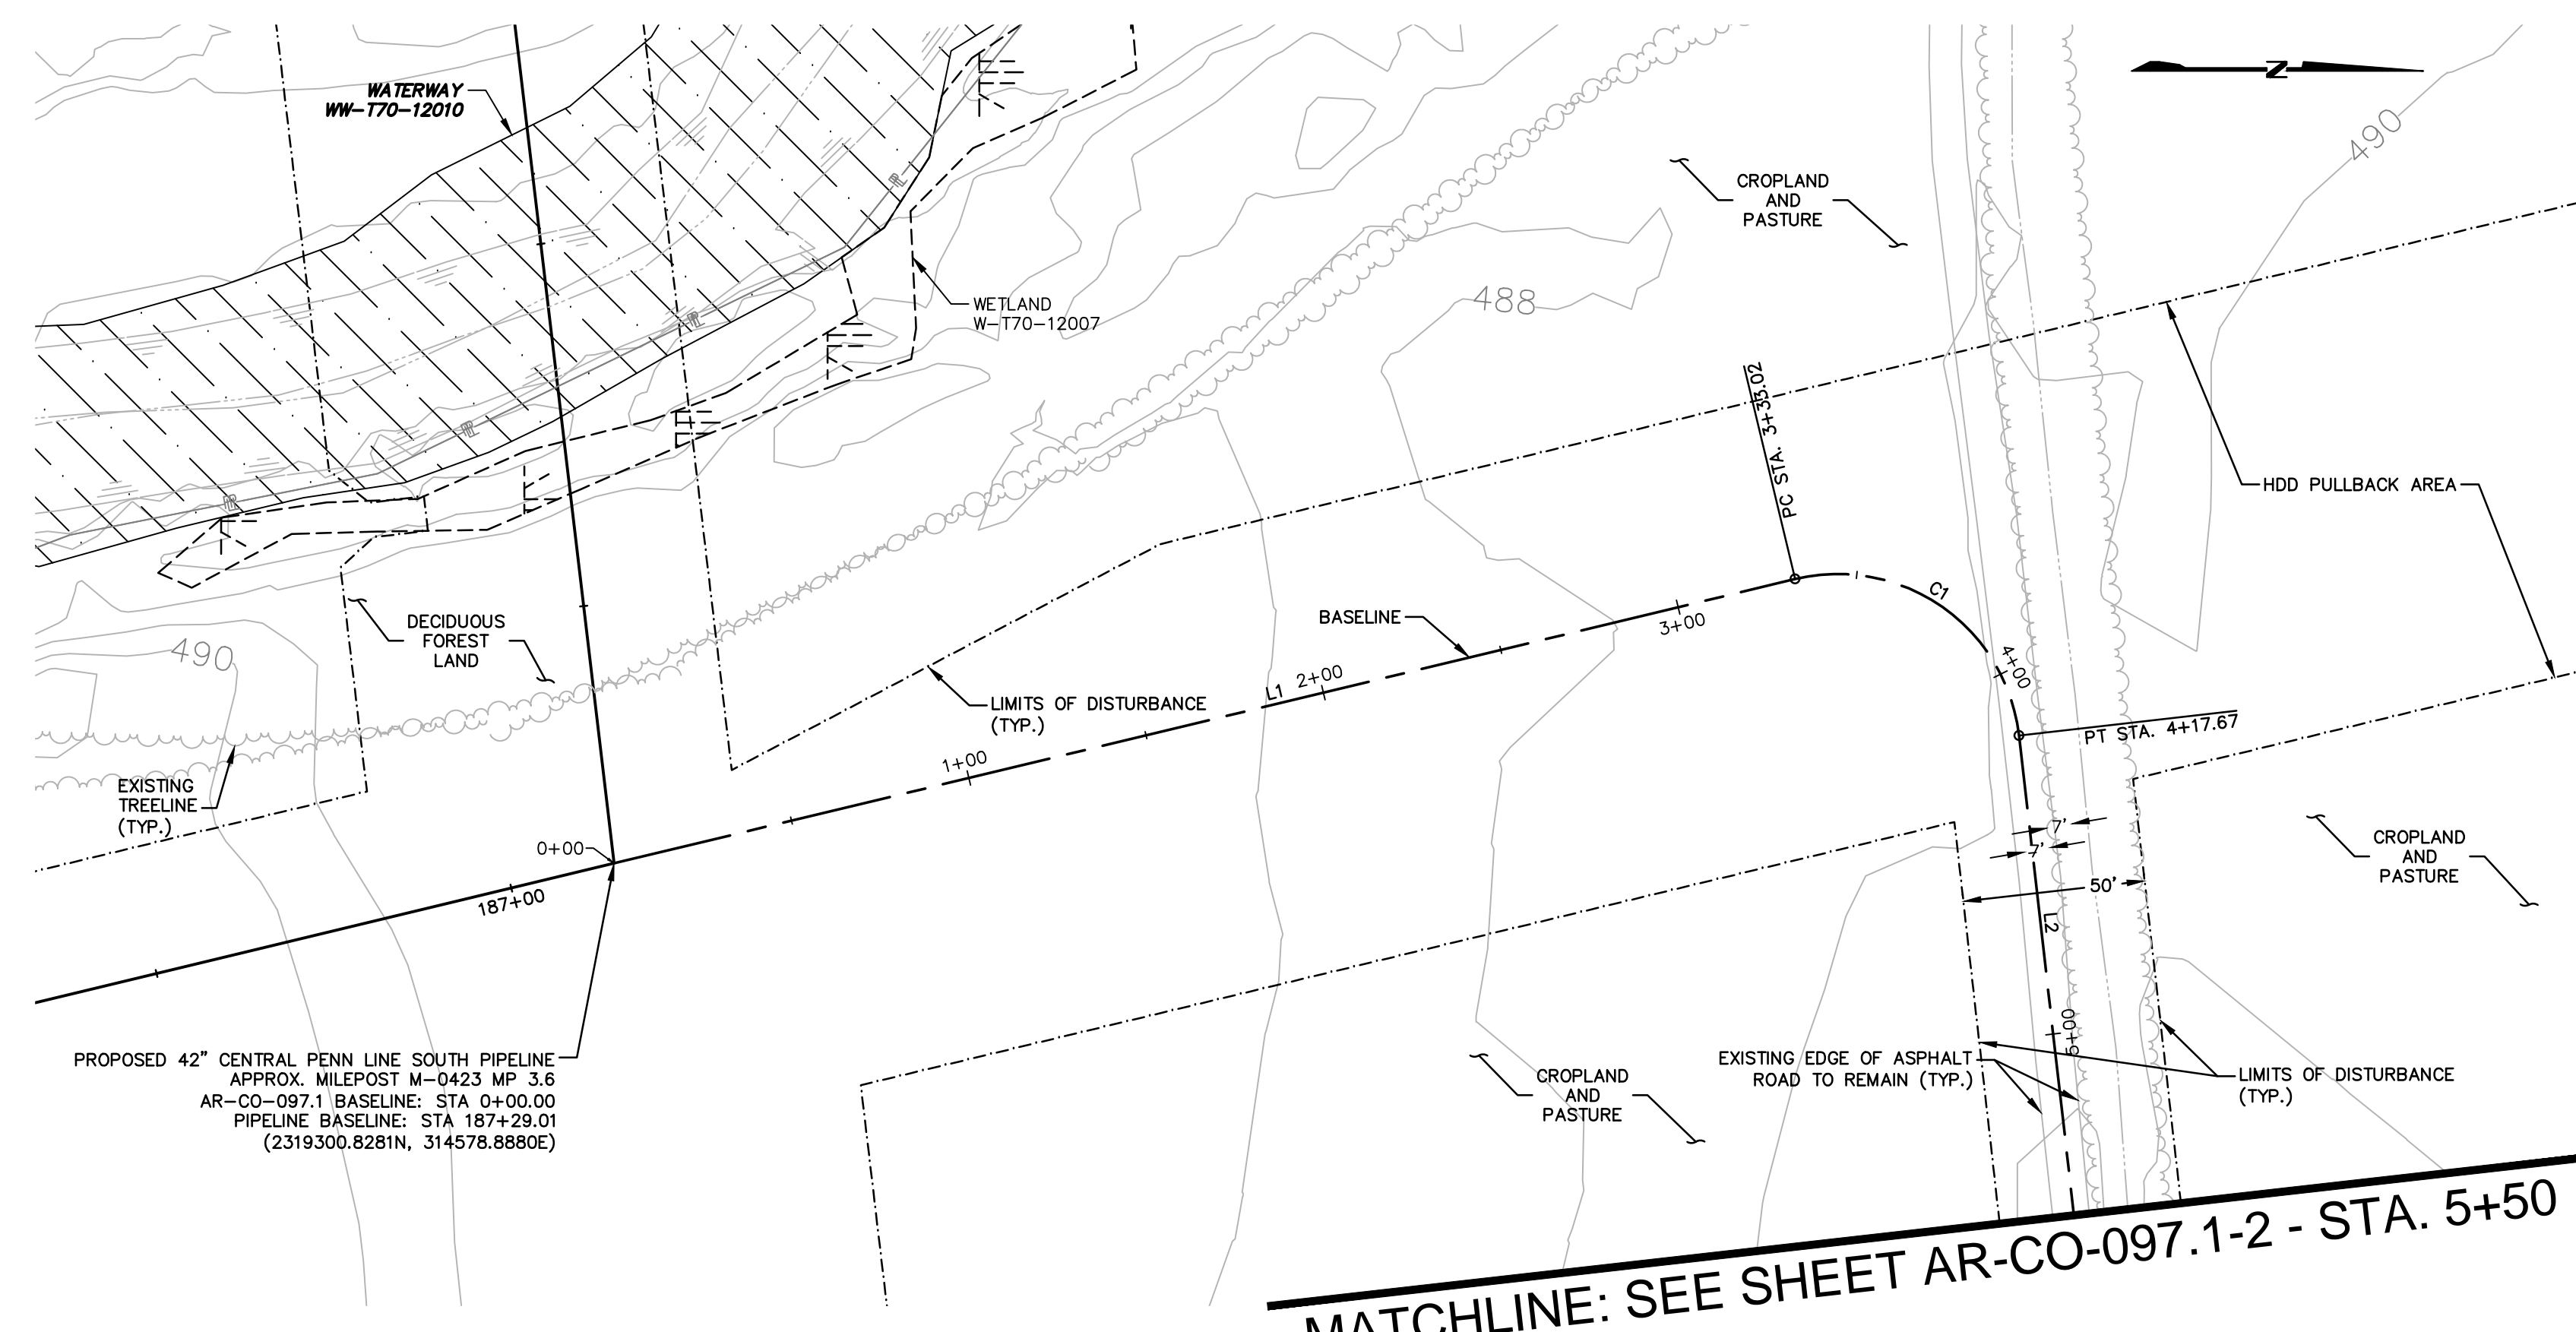 WATERWAY
WW-T70-12010
N
490
CROPLAND
AND
PASTURE
488
WETLAND
W-T70-12007
PC STA. 3+33.02
HDD PULLBACK AREA
DECIDUOUS
FOREST
LAND
490
BASELINE
3+00
C1
4+00
L1
2+00
LIMITS OF DISTURBANCE
(TYP.)
PT STA. 4+17.67
1+00
EXISTING
TREELINE
(TYP.)
0+00
187+00
7'
7'
50'
CROPLAND
AND
PASTURE
L2
5+00
PROPOSED 42" CENTRAL PENN LINE SOUTH PIPELINE
APPROX. MILEPOST M-0423 MP 3.6
AR-CO-097.1 BASELINE: STA 0+00.00
PIPELINE BASELINE: STA 187+29.01
(2319300.8281N, 314578.8880E)
CROPLAND
AND
PASTURE
EXISTING EDGE OF ASPHALT
ROAD TO REMAIN (TYP.)
LIMITS OF DISTURBANCE
(TYP.)
MATCHLINE: SEE SHEET AR-CO-097.1-2 - STA. 5+50